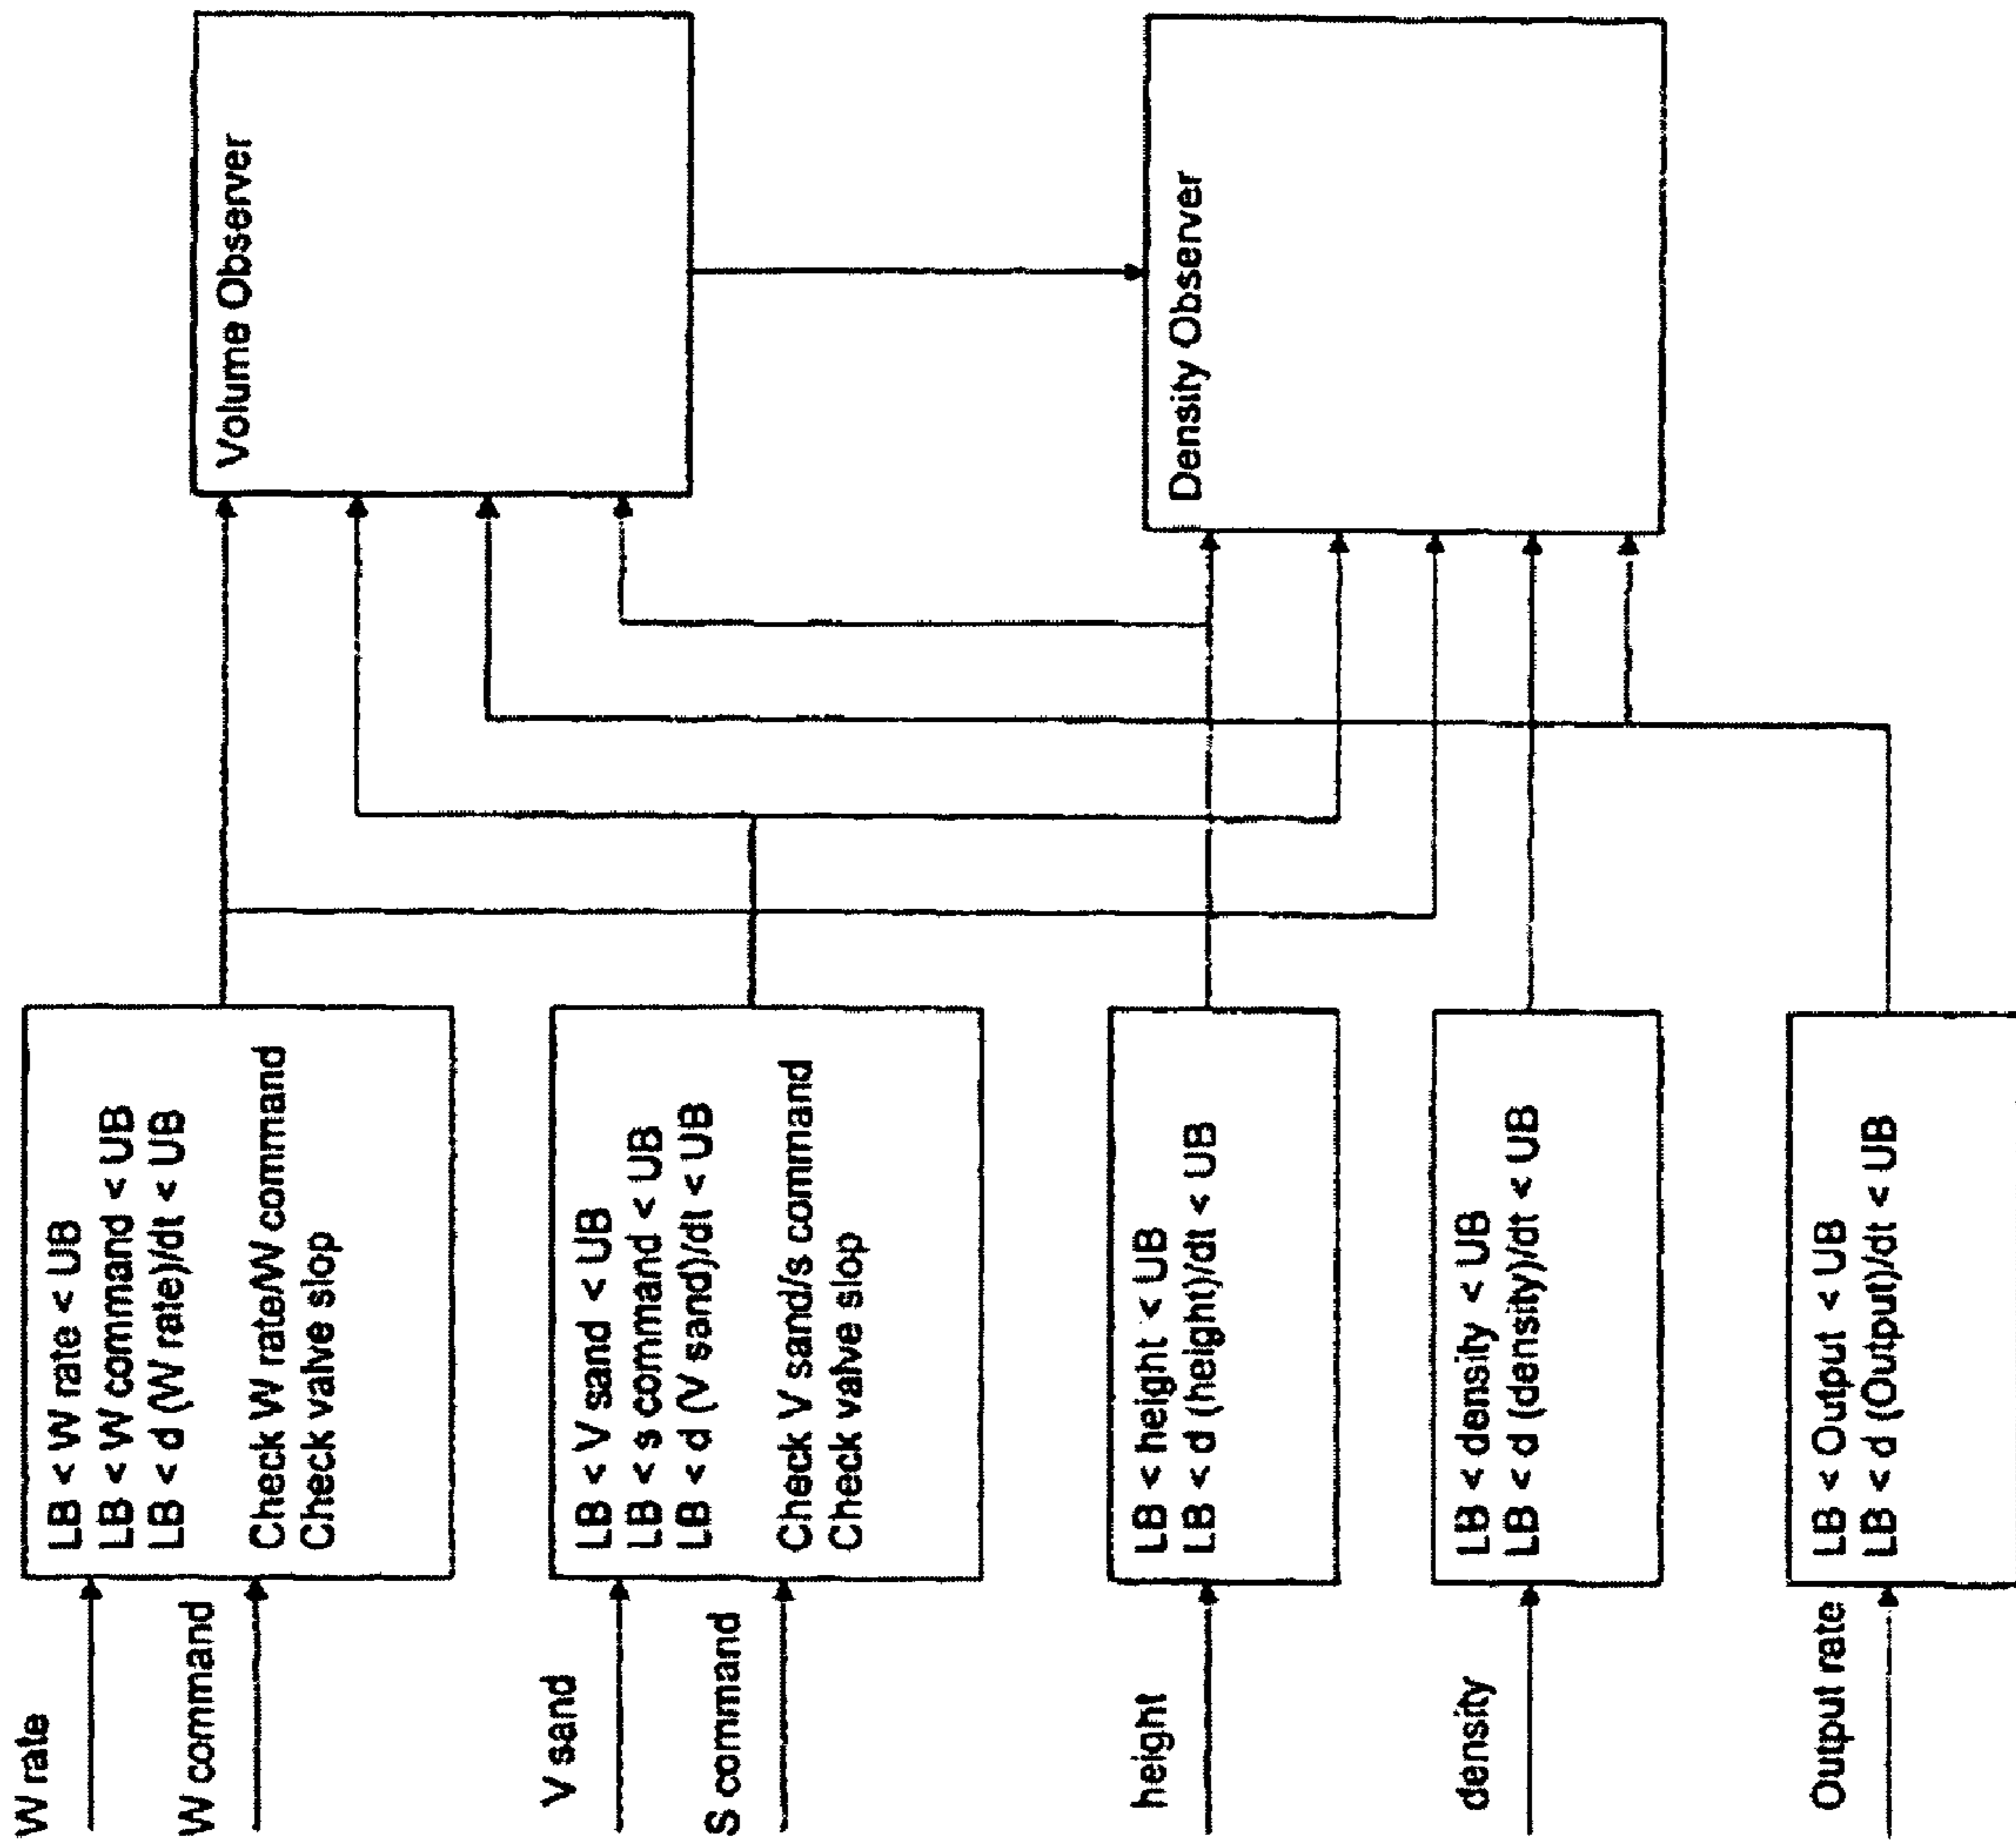 W rate
W command
LB < W rate < UB
LB < W command < UB
LB < d (W rate)/dt < UB
Check W rate/W command
Check valve slop
Volume Observer
V sand
S command
LB < V sand < UB
LB < s command < UB
LB < d (V sand)/dt < UB
Check V sand/s command
Check valve slop
height
LB < height < UB
LB < d (height)/dt < UB
Density Observer
density
LB < density < UB
LB < d (density)/dt < UB
Output rate
LB < Output < UB
LB < d (Output)/dt < UB